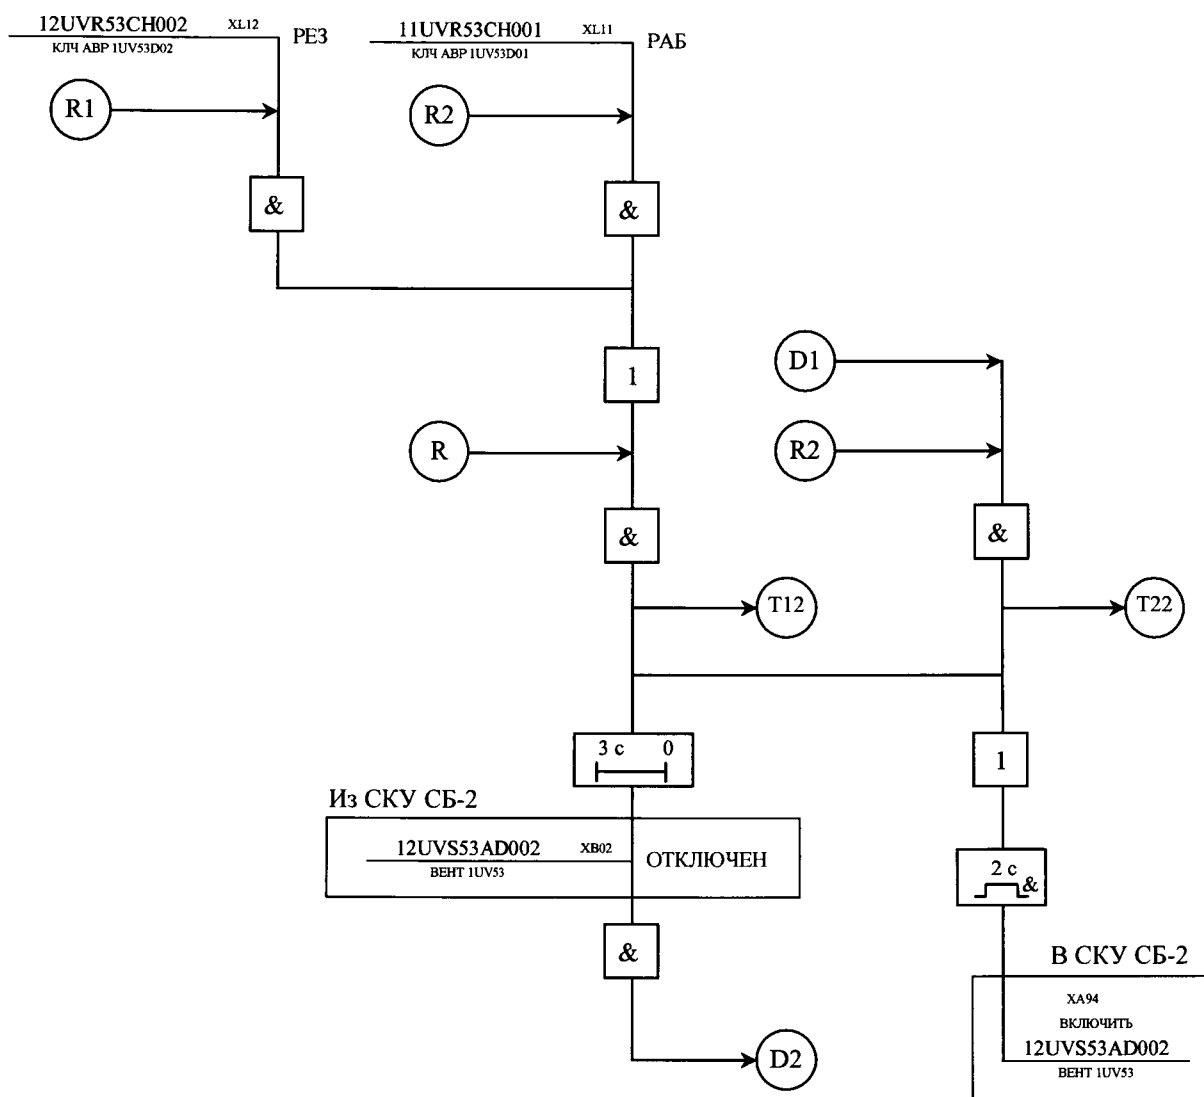 12UVR53CH002 XL12 РЕЗ
КЛЧ АВР 1UV53D02
11UVR53CH001 XL11 РАБ
КЛЧ АВР 1UV53D01
R1
R2
&
&
1
D1
R
R2
&
&
T12
T22
3 с 0
1
Из СКУ СБ-2
12UVS53AD002 XB02 ОТКЛЮЧЕН
ВЕНТ 1UV53
2 с
&
&
В СКУ СБ-2
XA94
ВКЛЮЧИТЬ
12UVS53AD002
ВЕНТ 1UV53
D2